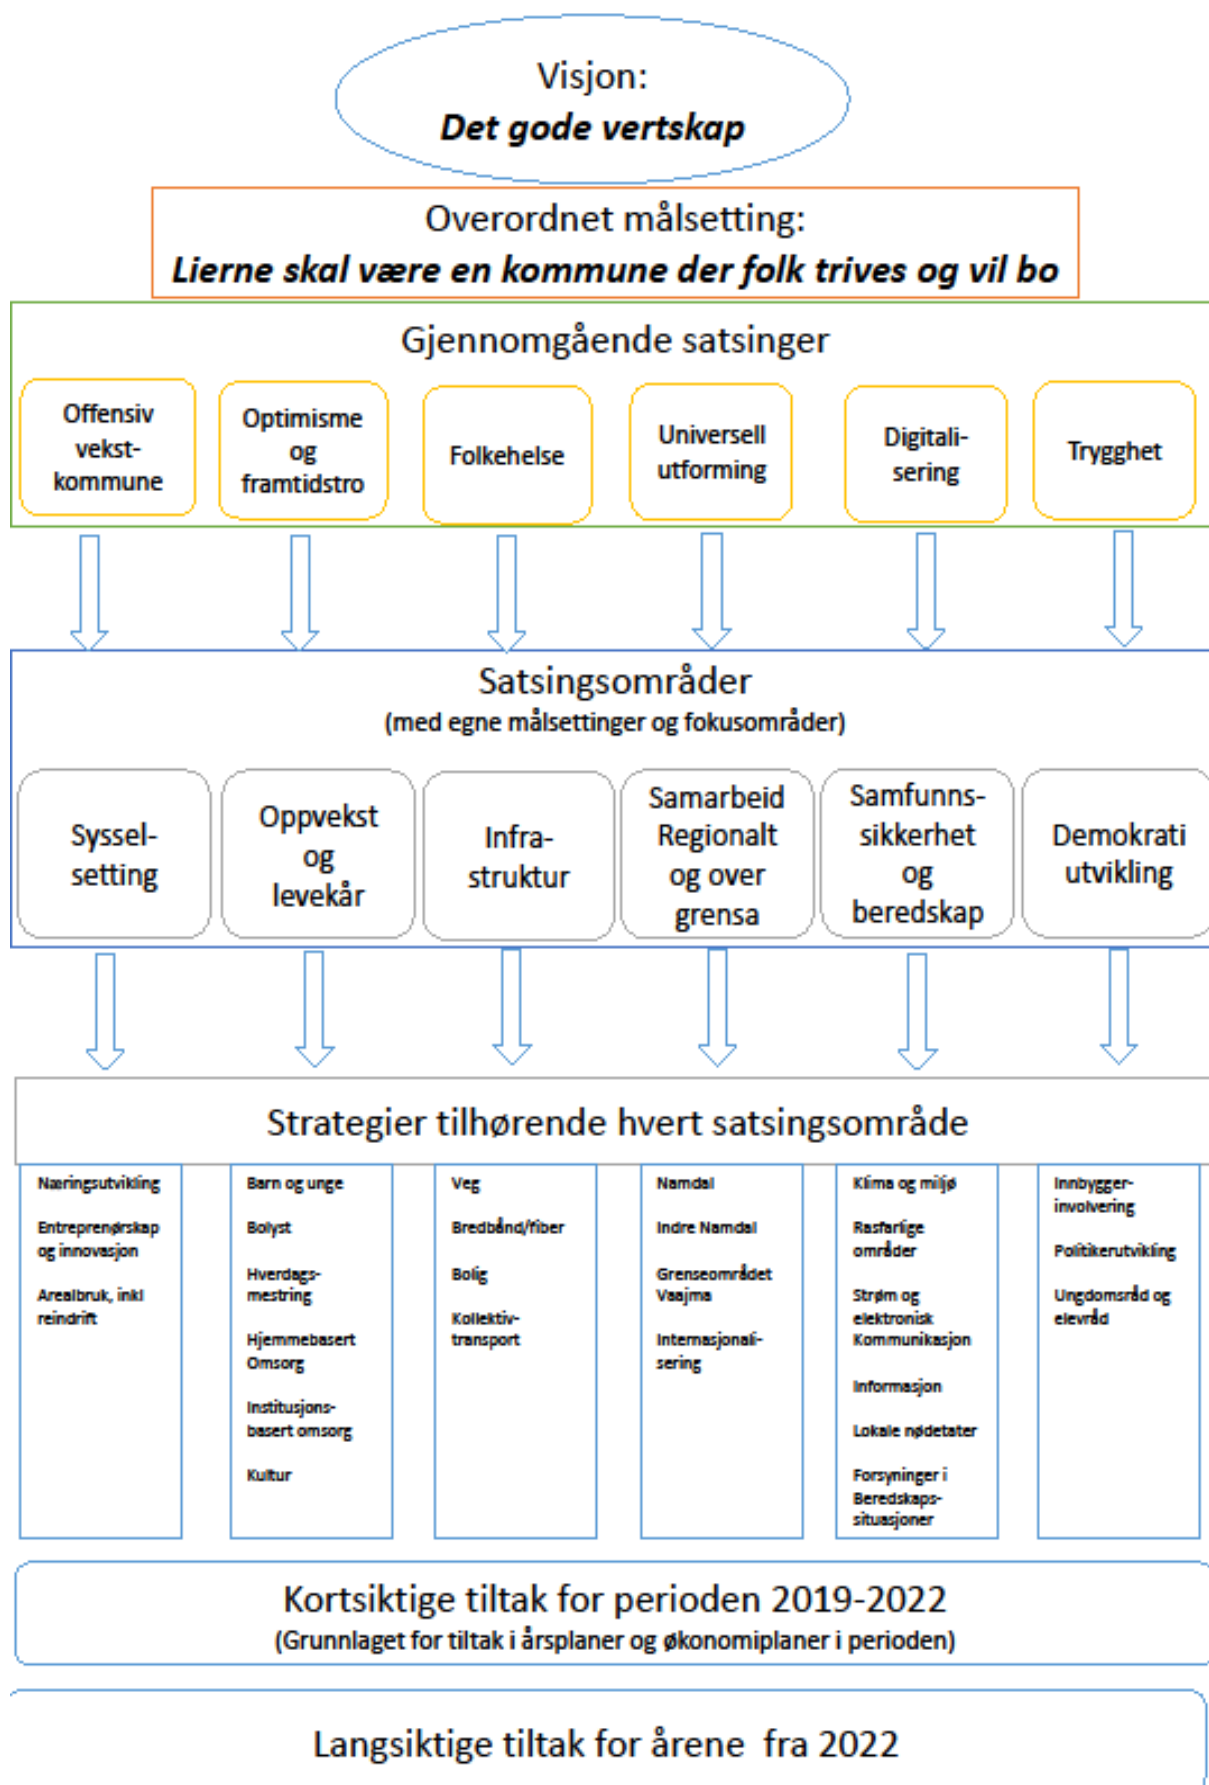 Visjon:
Det gode vertskap
Overordnet målsetting:
Lierne skal være en kommune der folk trives og vil bo
Gjennomgående satsinger
Offensiv
vekst-
kommune
Optimisme
og
framtidstro
Folkehelse
Universell
utforming
Digitali-
sering
Trygghet
Satsingsområder
(med egne målsettinger og fokusområder)
Syssel-
setting
Oppvekst
og
levekår
Infra-
struktur
Samarbeid
Regionalt
og over
grensa
Samfunns-
sikkerhet
og
beredskap
Demokrati
utvikling
Strategier tilhørende hvert satsingsområde
Næringsutvikling
Entreprenørskap
og innovasjon
Arealbruk, inkl
reindrift
Barn og unge
Bolyst
Hverdags-
mestring
Hjemmebasert
Omsorg
Institusjons-
basert omsorg
Kultur
Veg
Bredbånd/fiber
Bolig
Kollektiv-
transport
Namdal
Indre Namdal
Grenseområdet
Vaajma
Internasjonali-
sering
Klima og miljø
Rasfarlige
områder
Strøm og
elektronisk
Kommunikasjon
Informasjon
Lokale nødetater
Forsyninger i
Beredskaps-
situasjoner
Innbygger-
involvering
Politikerutvikling
Ungdomsråd og
elevråd
Kortsiktige tiltak for perioden 2019-2022
(Grunnlaget for tiltak i årsplaner og økonomiplaner i perioden)
Langsiktige tiltak for årene  fra 2022